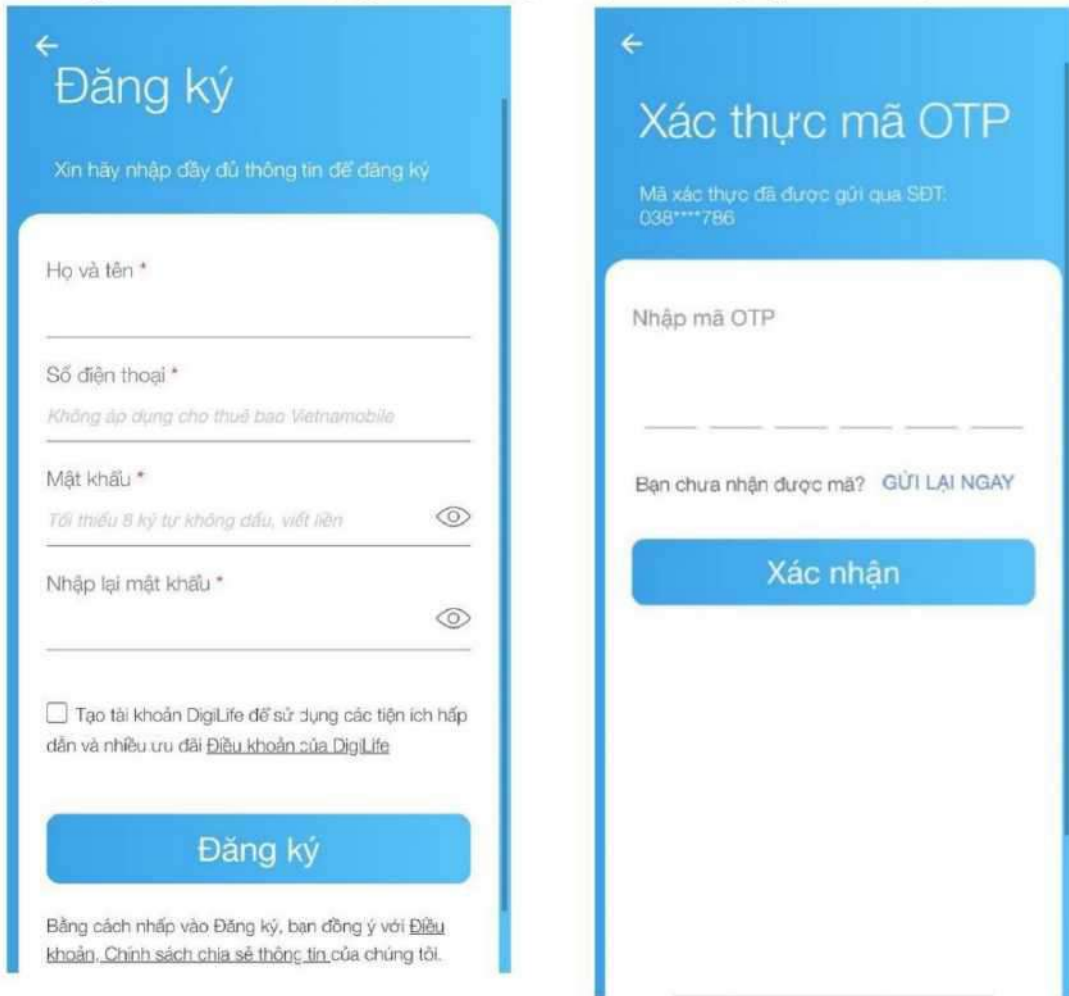 Đăng ký
Xin hãy nhập đầy đủ thông tin để đăng ký
Họ và tên *
Số điện thoại *
Không áp dụng cho thuê bao Vietnamobile
Mật khẩu *
Tối thiểu 8 ký tự không dấu, viết liền
Nhập lại mật khẩu *
Tạo tài khoản DigiLife để sử dụng các tiện ích hấp
dẫn và nhiều ưu đãi Điều khoản của DigiLife
Đăng ký
Bằng cách nhấp vào Đăng ký, bạn đồng ý với Điều
khoản, Chính sách chia sẻ thông tin của chúng tôi.
Xác thực mã OTP
Mã xác thực đã được gửi qua SĐT:
038****786
Nhập mã OTP
Bạn chưa nhận được mã? GỬI LẠI NGAY
Xác nhận